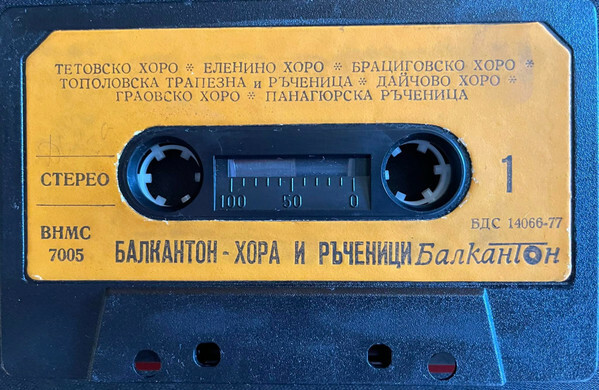 ТЕТОВСКО ХОРО * ЕЛЕНИНО ХОРО * БРАЦИГОВСКО ХОРО *
ТОПОЛОВСКА ТРАПЕЗНА и РЪЧЕНИЦА * ДАЙЧОВО ХОРО *
ГРАОВСКО ХОРО * ПАНАГЮРСКА РЪЧЕНИЦА
СТЕРЕО
100 50 0
1
ВНМС
7005
БДС 14066-77
БАЛКАНТОН - ХОРА И РЪЧЕНИЦИ Балкантон